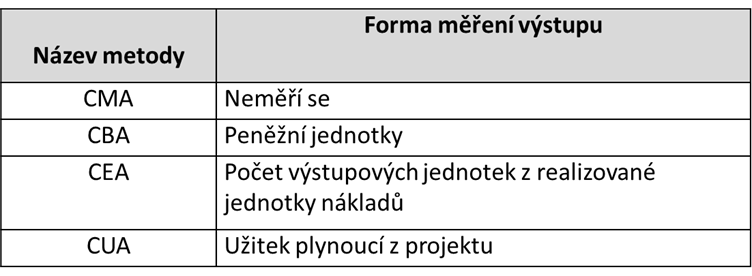 Název metody
Forma měření výstupu
CMA
Neměří se
CBA
Peněžní jednotky
CEA
Počet výstupových jednotek z realizované
jednotky nákladů
CUA
Užitek plynoucí z projektu